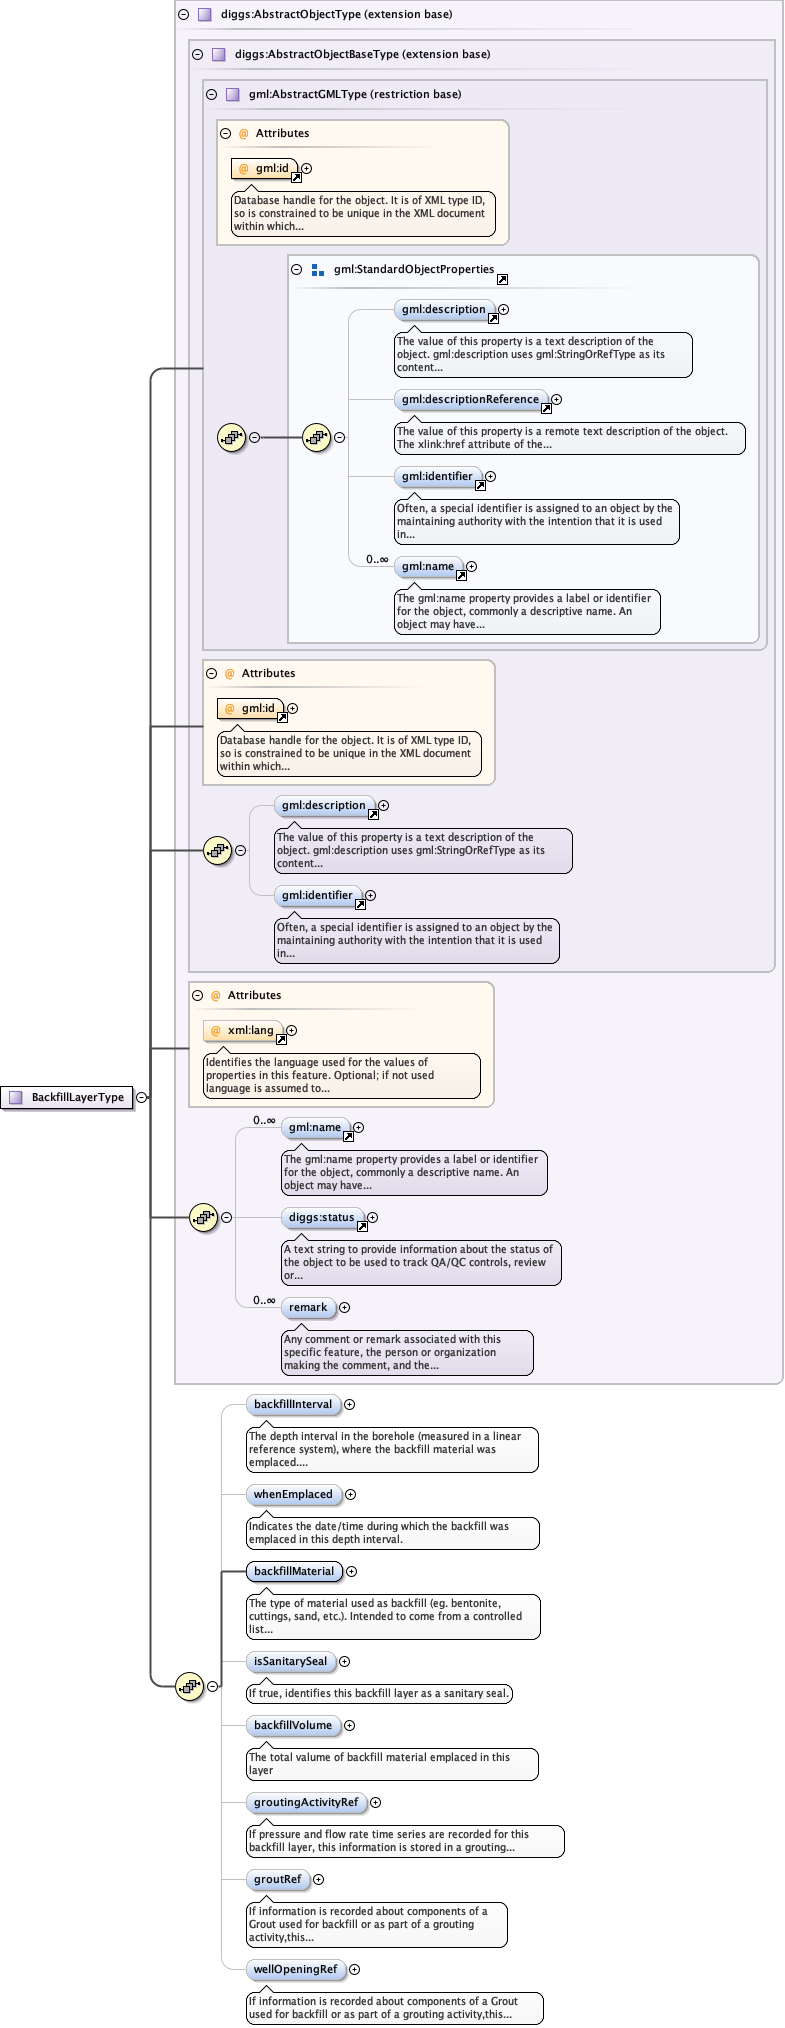 diggs:AbstractObjectType (extension base)
diggs:AbstractObjectBaseType (extension base)
gml:AbstractGMLType (restriction base)
@ Attributes
@ gml:id
Database handle for the object. It is of XML type ID,
so is constrained to be unique in the XML document
within which...
gml:StandardObjectProperties
gml:description
The value of this property is a text description of the
object. gml:description uses gml:StringOrRefType as its
content...
gml:descriptionReference
The value of this property is a remote text description of the object.
The xlink:href attribute of the...
gml:identifier
Often, a special identifier is assigned to an object by the
maintaining authority with the intention that it is used
in...
0..∞
gml:name
The gml:name property provides a label or identifier
for the object, commonly a descriptive name. An
object may have...
@ Attributes
@ gml:id
Database handle for the object. It is of XML type ID,
so is constrained to be unique in the XML document
within which...
gml:description
The value of this property is a text description of the
object. gml:description uses gml:StringOrRefType as its
content...
gml:identifier
Often, a special identifier is assigned to an object by the
maintaining authority with the intention that it is used
in...
@ Attributes
@ xml:lang
Identifies the language used for the values of
properties in this feature. Optional; if not used
language is assumed to...
BackfillLayerType
0..∞
gml:name
The gml:name property provides a label or identifier
for the object, commonly a descriptive name. An
object may have...
diggs:status
A text string to provide information about the status of
the object to be used to track QA/QC controls, review
or...
0..∞
remark
Any comment or remark associated with this
specific feature, the person or organization
making the comment, and the...
backfillInterval
The depth interval in the borehole (measured in a linear
reference system), where the backfill material was
emplaced....
whenEmplaced
Indicates the date/time during which the backfill was
emplaced in this depth interval.
backfillMaterial
The type of material used as backfill (eg. bentonite,
cuttings, sand, etc.). Intended to come from a controlled
list...
isSanitarySeal
If true, identifies this backfill layer as a sanitary seal.
backfillVolume
The total valume of backfill material emplaced in this
layer
groutingActivityRef
If pressure and flow rate time series are recorded for this
backfill layer, this information is stored in a grouting...
groutRef
If information is recorded about components of a
Grout used for backfill or as part of a grouting
activity,this...
wellOpeningRef
If information is recorded about components of a Grout
used for backfill or as part of a grouting activity,this...